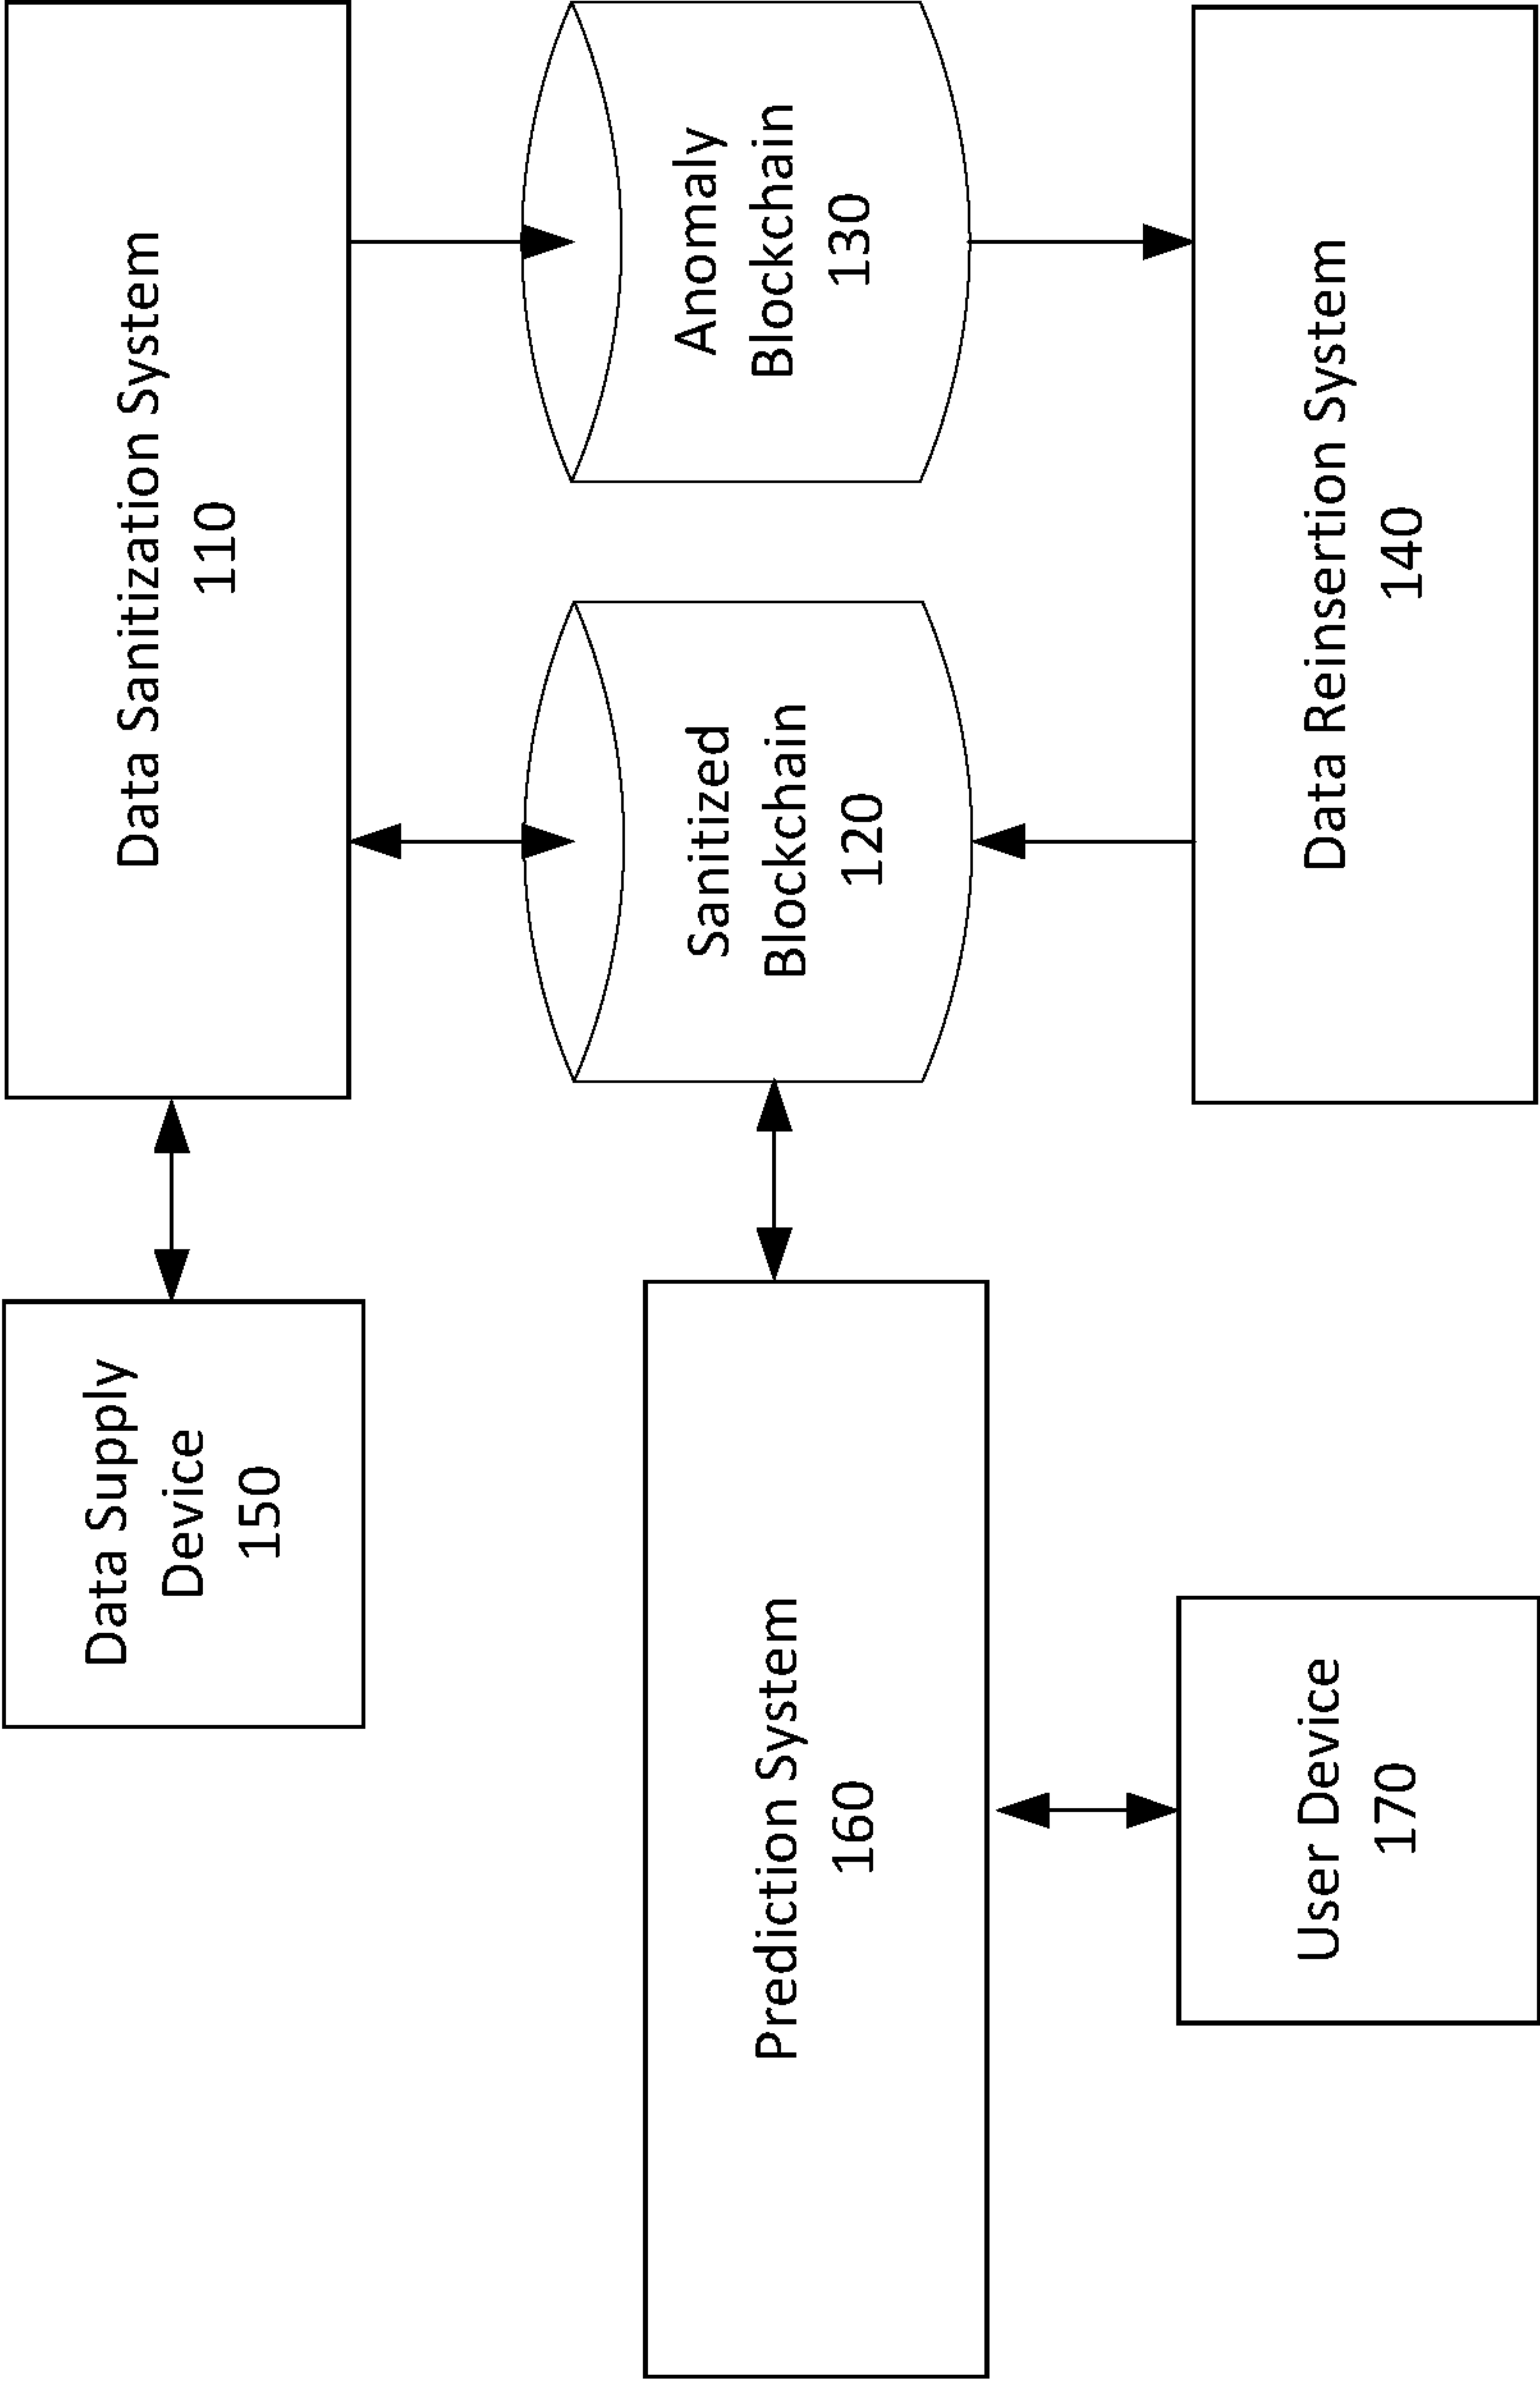 Data Supply
Device
150
Data Sanitization System
110
Sanitized
Blockchain
120
Anomaly
Blockchain
130
Prediction System
160
User Device
170
Data Reinsertion System
140